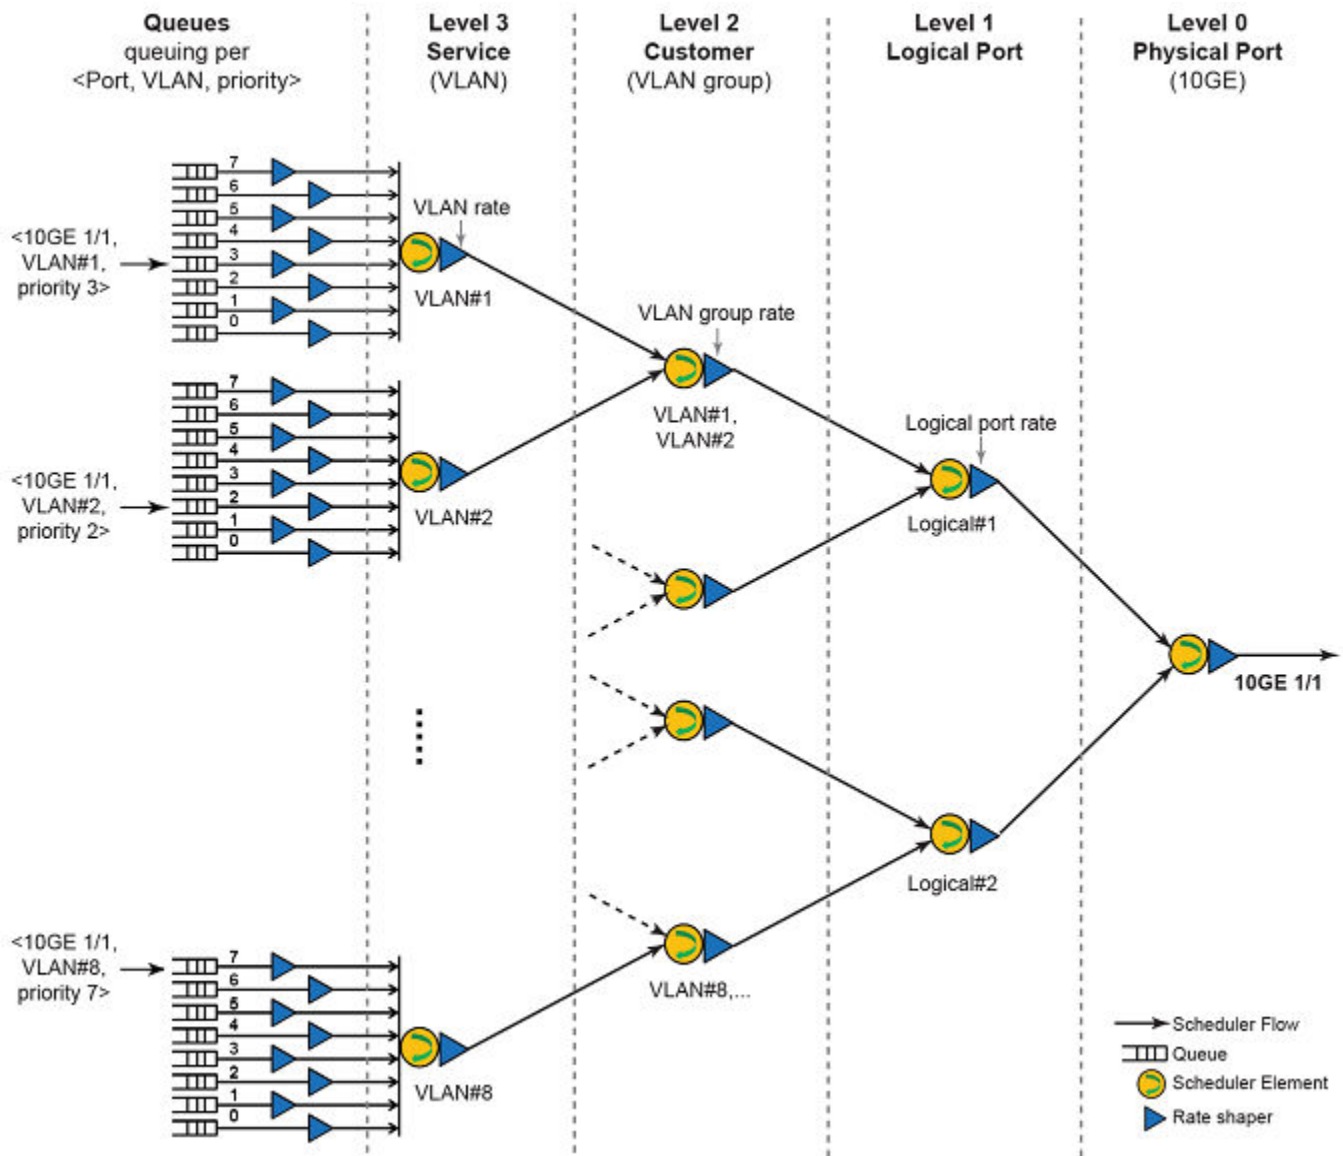 Queues
queuing per
<Port, VLAN, priority>
Level 3
Service
(VLAN)
Level 2
Customer
(VLAN group)
Level 1
Logical Port
Level 0
Physical Port
(10GE)
7
6
5
4
3
2
1
0
<10GE 1/1,
VLAN#1,
priority 3>
VLAN rate
VLAN#1
VLAN group rate
VLAN#1,
VLAN#2
7
6
5
4
3
2
1
0
<10GE 1/1,
VLAN#2,
priority 2>
VLAN#2
Logical port rate
Logical#1
10GE 1/1
Logical#2
<10GE 1/1,
VLAN#8,
priority 7>
7
6
5
4
3
2
1
0
VLAN#8
VLAN#8,...
Scheduler Flow
Queue
Scheduler Element
Rate shaper